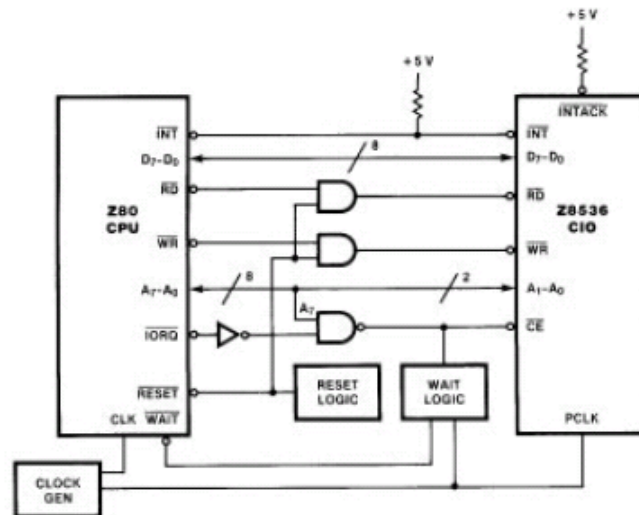 +5 V
+5 V
INTACK
INT
INT
D7-D0
8
D7-D0
RD
RD
Z80
CPU
Z8536
CIO
WR
WR
A7-A0
8
2
A1-A0
A7
IORQ
CE
RESET
RESET
LOGIC
WAIT
LOGIC
CLK
WAIT
PCLK
CLOCK
GEN